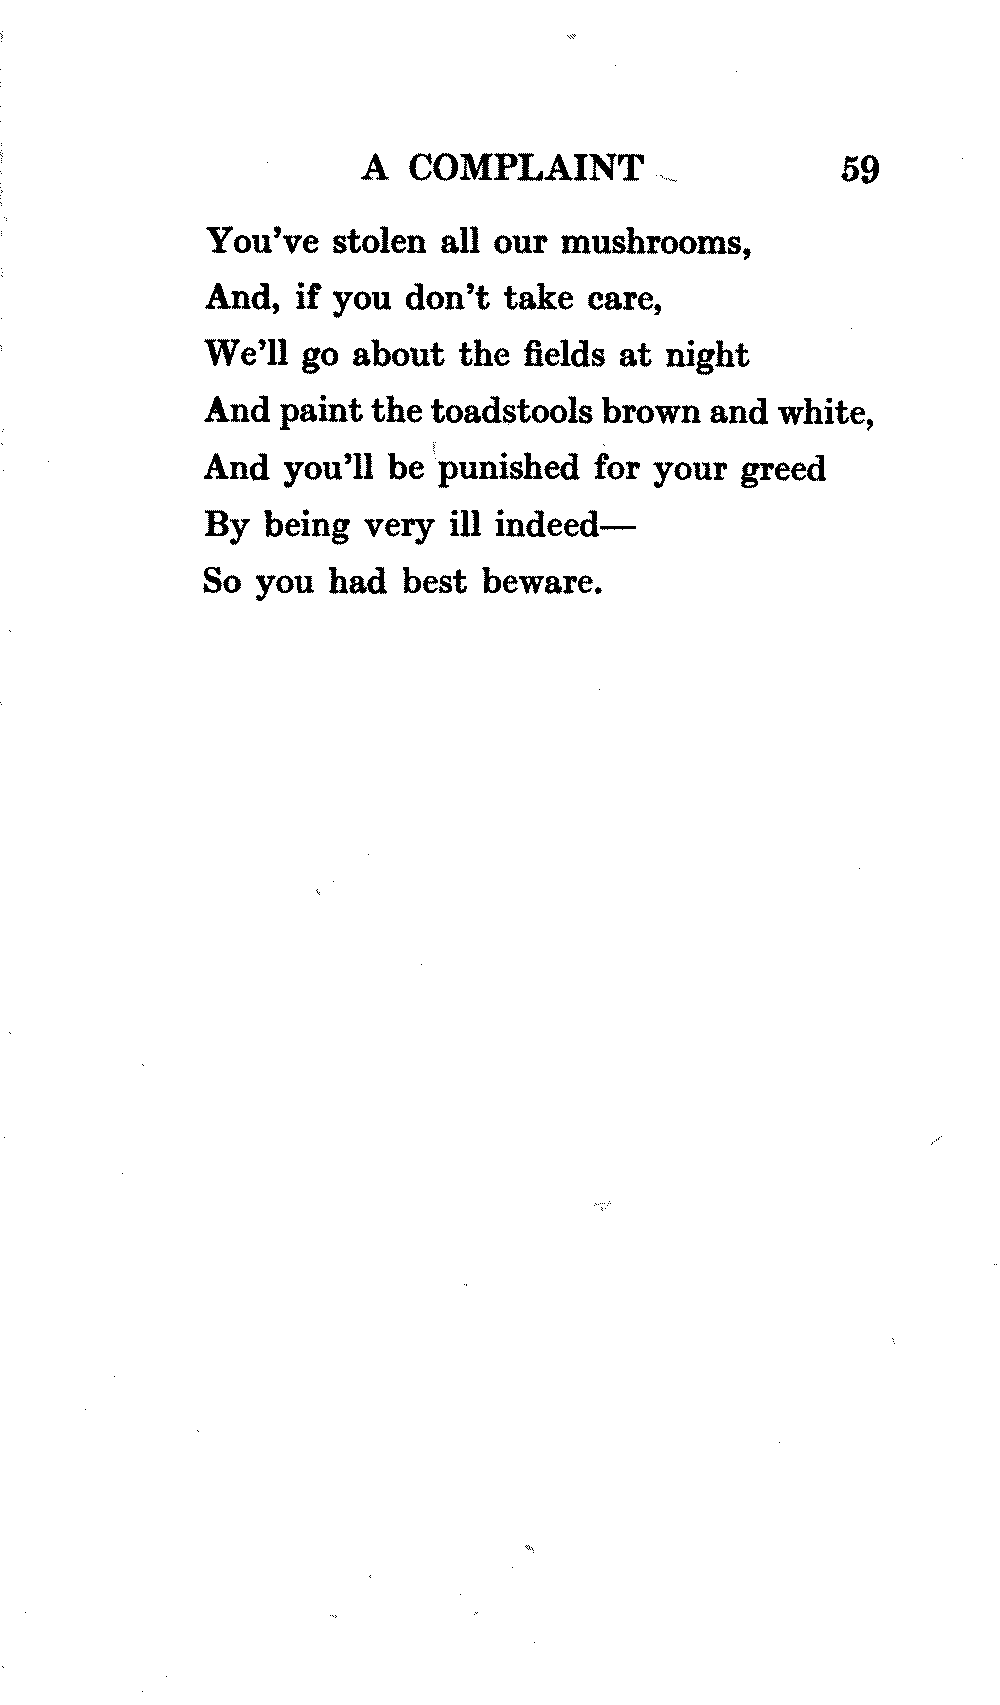 A COMPLAINT 59
You've stolen all our mushrooms,
And, if you don't take care,
We'll go about the fields at night
And paint the toadstools brown and white,
And you'll be punished for your greed
By being very ill indeed—
So you had best beware.